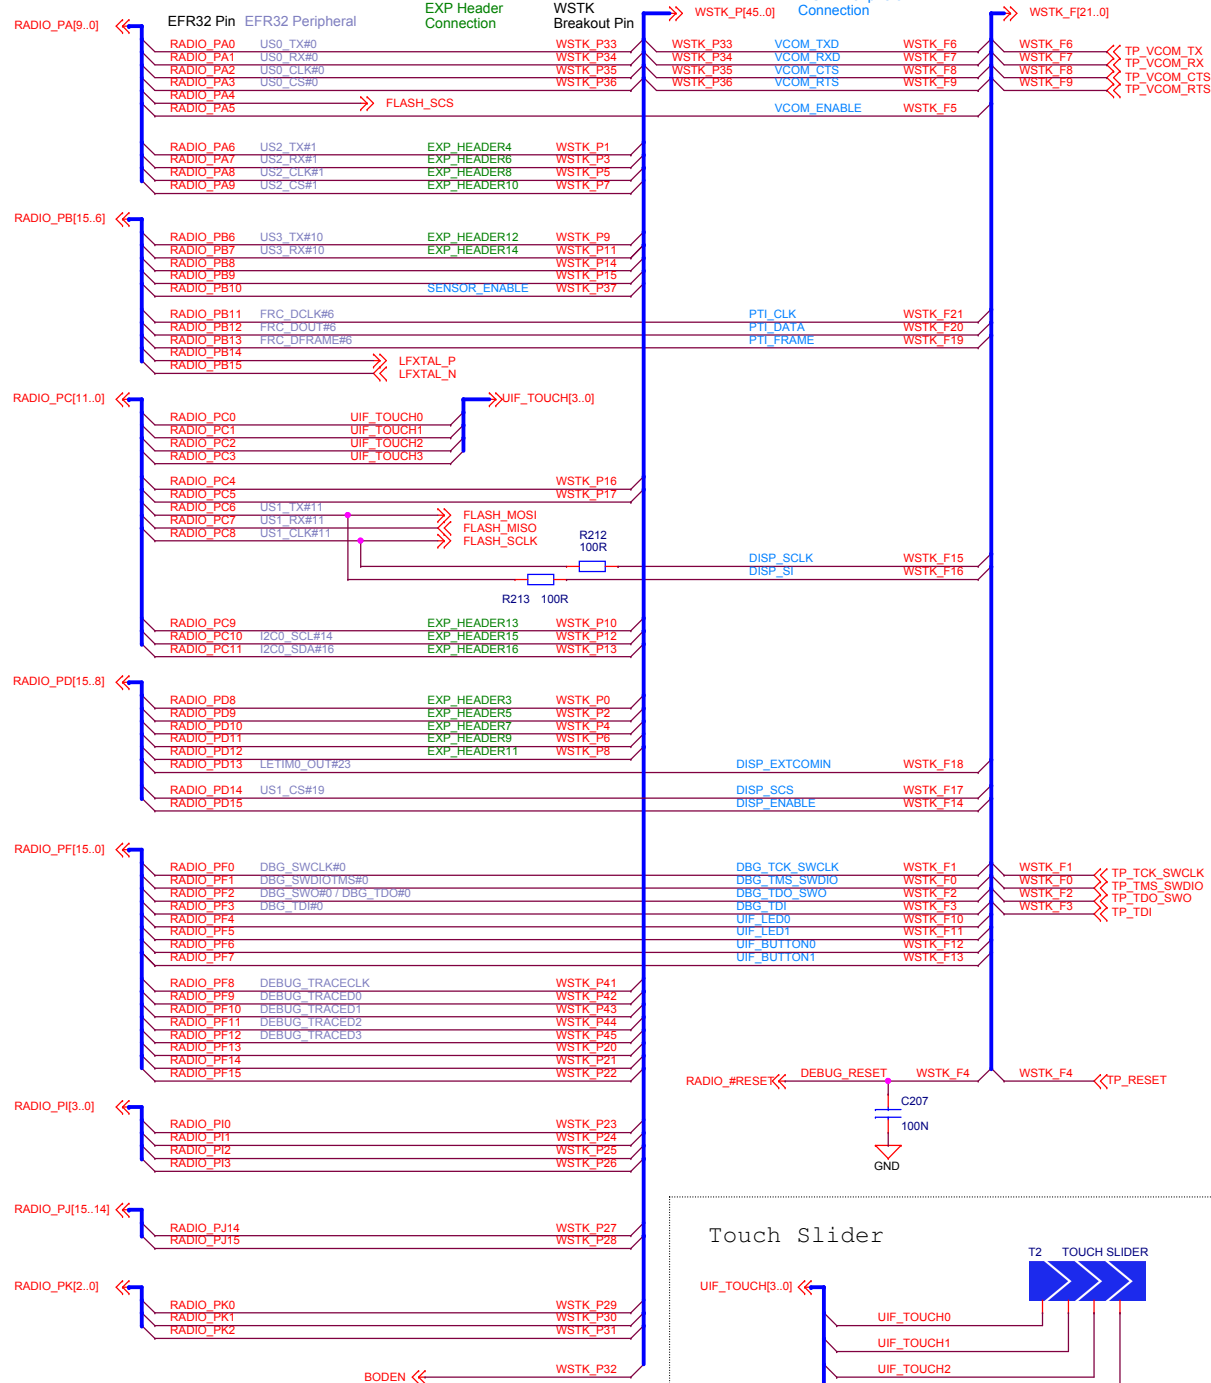 EXP Header
Connection
WSTK
Breakout Pin
EFR32 Pin EFR32 Peripheral
WSTK_P[45..0]
Connection
WSTK_F[21..0]
RADIO_PA[9..0]
RADIO_PA0 US0_TX#0 WSTK_P33 WSTK_P33 VCOM_TXD WSTK_F6 WSTK_F6 TP_VCOM_TX
RADIO_PA1 US0_RX#0 WSTK_P34 WSTK_P34 VCOM_RXD WSTK_F7 WSTK_F7 TP_VCOM_RX
RADIO_PA2 US0_CLK#0 WSTK_P35 WSTK_P35 VCOM_CTS WSTK_F8 WSTK_F8 TP_VCOM_CTS
RADIO_PA3 US0_CS#0 WSTK_P36 WSTK_P36 VCOM_RTS WSTK_F9 WSTK_F9 TP_VCOM_RTS
RADIO_PA4 FLASH_SCS
RADIO_PA5 VCOM_ENABLE WSTK_F5
RADIO_PA6 US2_TX#1 EXP_HEADER4 WSTK_P1
RADIO_PA7 US2_RX#1 EXP_HEADER6 WSTK_P3
RADIO_PA8 US2_CLK#1 EXP_HEADER8 WSTK_P5
RADIO_PA9 US2_CS#1 EXP_HEADER10 WSTK_P7
RADIO_PB[15..6]
RADIO_PB6 US3_TX#10 EXP_HEADER12 WSTK_P9
RADIO_PB7 US3_RX#10 EXP_HEADER14 WSTK_P11
RADIO_PB8 WSTK_P14
RADIO_PB9 WSTK_P15
RADIO_PB10 SENSOR_ENABLE WSTK_P37
RADIO_PB11 FRC_DCLK#6 PTI_CLK WSTK_F21
RADIO_PB12 FRC_DOUT#6 PTI_DATA WSTK_F20
RADIO_PB13 FRC_DFRAME#6 PTI_FRAME WSTK_F19
RADIO_PB14 LFXTAL_P
RADIO_PB15 LFXTAL_N
RADIO_PC[11..0] UIF_TOUCH[3..0]
RADIO_PC0 UIF_TOUCH0
RADIO_PC1 UIF_TOUCH1
RADIO_PC2 UIF_TOUCH2
RADIO_PC3 UIF_TOUCH3
RADIO_PC4 WSTK_P16
RADIO_PC5 WSTK_P17
RADIO_PC6 US1_TX#11 FLASH_MOSI
RADIO_PC7 US1_RX#11 FLASH_MISO
RADIO_PC8 US1_CLK#11 FLASH_SCLK
R212
100R
DISP_SCLK WSTK_F15
DISP_SI WSTK_F16
R213 100R
RADIO_PC9 EXP_HEADER13 WSTK_P10
RADIO_PC10 I2C0_SCL#14 EXP_HEADER15 WSTK_P12
RADIO_PC11 I2C0_SDA#16 EXP_HEADER16 WSTK_P13
RADIO_PD[15..8]
RADIO_PD8 EXP_HEADER3 WSTK_P0
RADIO_PD9 EXP_HEADER5 WSTK_P2
RADIO_PD10 EXP_HEADER7 WSTK_P4
RADIO_PD11 EXP_HEADER9 WSTK_P6
RADIO_PD12 EXP_HEADER11 WSTK_P8
RADIO_PD13 LETIM0_OUT#23 DISP_EXTCOMIN WSTK_F18
RADIO_PD14 US1_CS#19 DISP_SCS WSTK_F17
RADIO_PD15 DISP_ENABLE WSTK_F14
RADIO_PF[15..0]
RADIO_PF0 DBG_SWCLK#0 DBG_TCK_SWCLK WSTK_F1 WSTK_F1 TP_TCK_SWCLK
RADIO_PF1 DBG_SWDIOTMS#0 DBG_TMS_SWDIO WSTK_F0 WSTK_F0 TP_TMS_SWDIO
RADIO_PF2 DBG_SWO#0 / DBG_TDO#0 DBG_TDO_SWO WSTK_F2 WSTK_F2 TP_TDO_SWO
RADIO_PF3 DBG_TDI#0 DBG_TDI WSTK_F3 WSTK_F3 TP_TDI
RADIO_PF4 UIF_LED0 WSTK_F10
RADIO_PF5 UIF_LED1 WSTK_F11
RADIO_PF6 UIF_BUTTON0 WSTK_F12
RADIO_PF7 UIF_BUTTON1 WSTK_F13
RADIO_PF8 DEBUG_TRACECLK WSTK_P41
RADIO_PF9 DEBUG_TRACED0 WSTK_P42
RADIO_PF10 DEBUG_TRACED1 WSTK_P43
RADIO_PF11 DEBUG_TRACED2 WSTK_P44
RADIO_PF12 DEBUG_TRACED3 WSTK_P45
RADIO_PF13 WSTK_P20
RADIO_PF14 WSTK_P21
RADIO_PF15 WSTK_P22
RADIO_#RESET DEBUG_RESET WSTK_F4 WSTK_F4 TP_RESET
C207
100N
GND
RADIO_PI[3..0]
RADIO_PI0 WSTK_P23
RADIO_PI1 WSTK_P24
RADIO_PI2 WSTK_P25
RADIO_PI3 WSTK_P26
RADIO_PJ[15..14]
RADIO_PJ14 WSTK_P27
RADIO_PJ15 WSTK_P28
Touch Slider
T2 TOUCH SLIDER
RADIO_PK[2..0]
RADIO_PK0 WSTK_P29
RADIO_PK1 WSTK_P30
RADIO_PK2 WSTK_P31
UIF_TOUCH[3..0]
UIF_TOUCH0
UIF_TOUCH1
UIF_TOUCH2
BODEN WSTK_P32